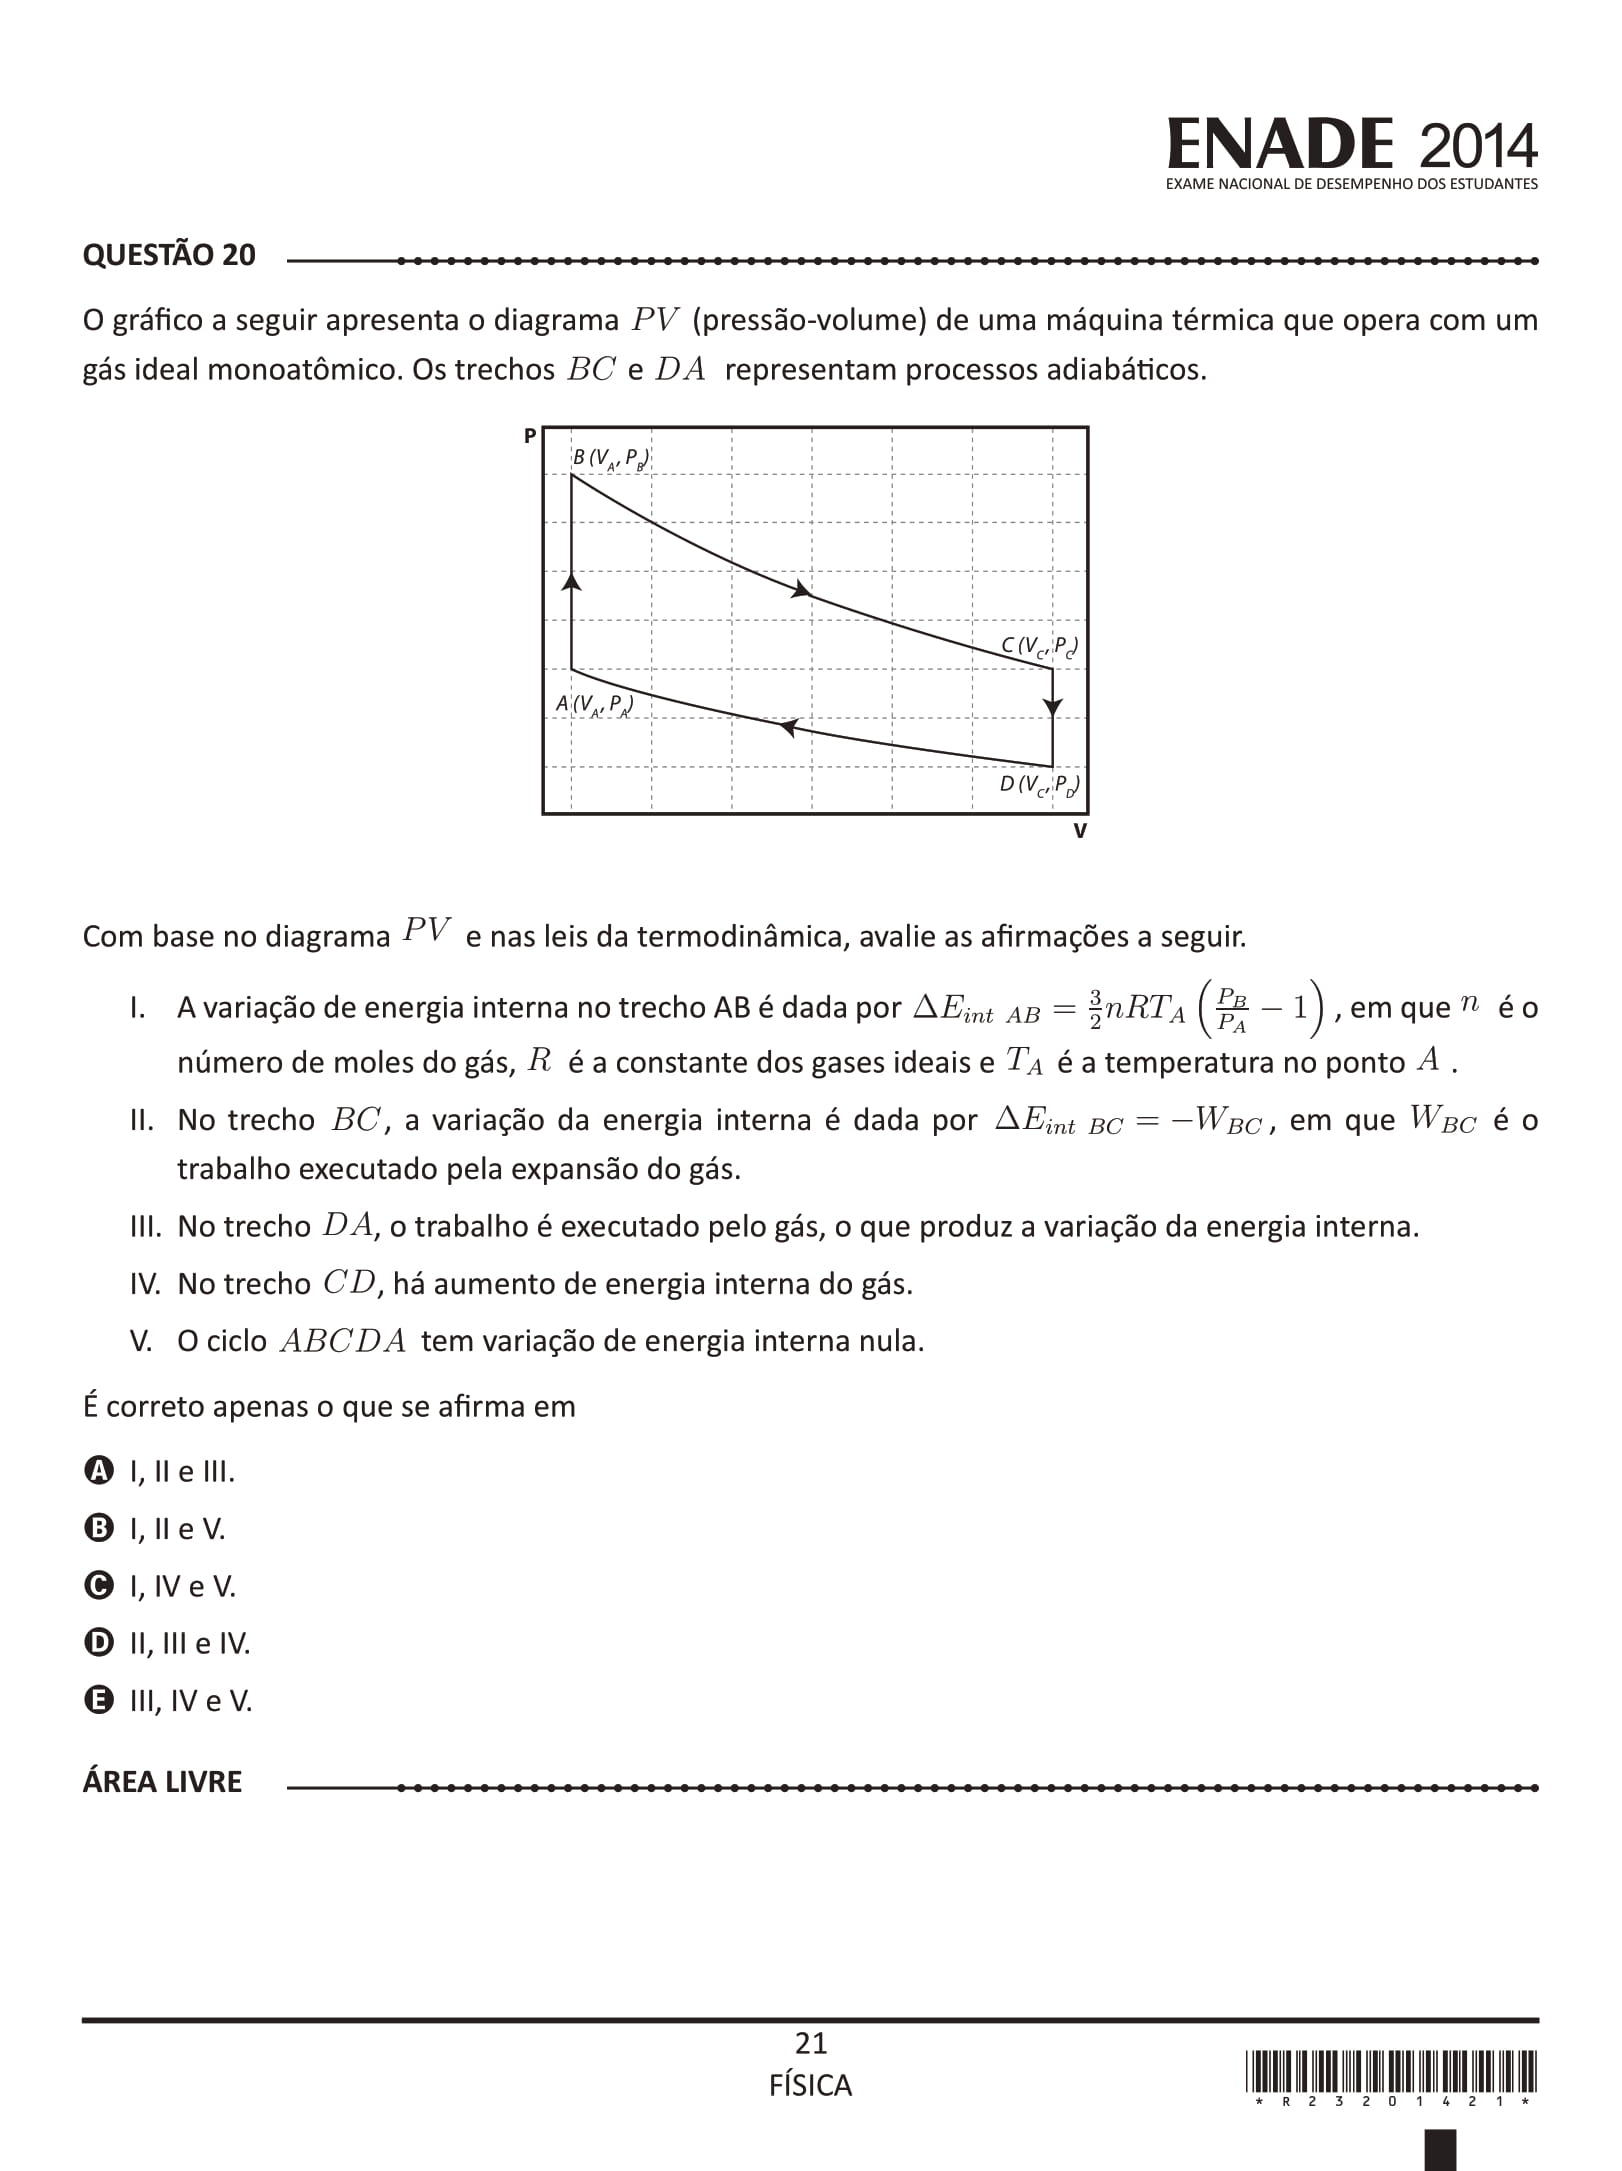 ENADE 2014
EXAME NACIONAL DE DESEMPENHO DOS ESTUDANTES
QUESTÃO 20
O gráfico a seguir apresenta o diagrama PV (pressão-volume) de uma máquina térmica que opera com um
gás ideal monoatômico. Os trechos BC e DA representam processos adiabáticos.
P
B (V_A, P_B)
C (V_C, P_C)
A (V_A, P_A)
D (V_C, P_D)
V
Com base no diagrama PV e nas leis da termodinâmica, avalie as afirmações a seguir.
I. A variação de energia interna no trecho AB é dada por ΔE_{int AB} = \frac{3}{2}nRT_A(\frac{P_B}{P_A} − 1), em que n é o
número de moles do gás, R é a constante dos gases ideais e T_A é a temperatura no ponto A .
II. No trecho BC, a variação da energia interna é dada por ΔE_{int BC} = −W_{BC}, em que W_{BC} é o
trabalho executado pela expansão do gás.
III. No trecho DA, o trabalho é executado pelo gás, o que produz a variação da energia interna.
IV. No trecho CD, há aumento de energia interna do gás.
V. O ciclo ABCDA tem variação de energia interna nula.
É correto apenas o que se afirma em
A I, II e III.
B I, II e V.
C I, IV e V.
D II, III e IV.
E III, IV e V.
ÁREA LIVRE
21
FÍSICA
* R 2 3 2 0 1 4 2 1 *